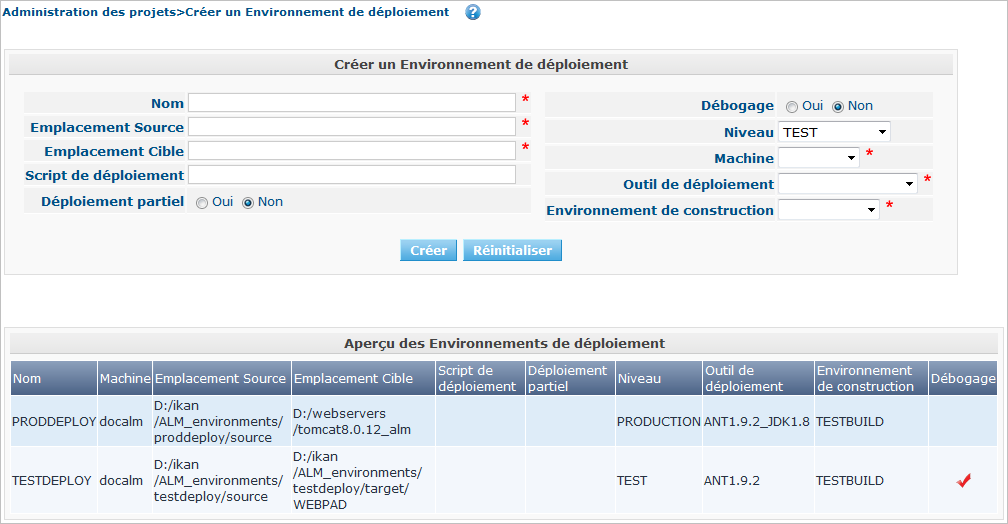 Administration des projets>Créer un Environnement de déploiement ?
Créer un Environnement de déploiement
Nom *
Emplacement Source *
Emplacement Cible *
Script de déploiement
Déploiement partiel Oui Non
Débogage Oui Non
Niveau TEST
Machine *
Outil de déploiement *
Environnement de construction *
Créer Réinitialiser
Aperçu des Environnements de déploiement
Nom Machine Emplacement Source Emplacement Cible Script de déploiement Déploiement partiel Niveau Outil de déploiement Environnement de construction Débogage
PRODDEPLOY docalm D:/ikan/ALM_environments/proddeploy/source D:/webservers/tomcat8.0.12_alm PRODUCTION ANT1.9.2_JDK1.8 TESTBUILD
TESTDEPLOY docalm D:/ikan/ALM_environments/testdeploy/source D:/ikan/ALM_environments/testdeploy/target/WEBPAD TEST ANT1.9.2 TESTBUILD